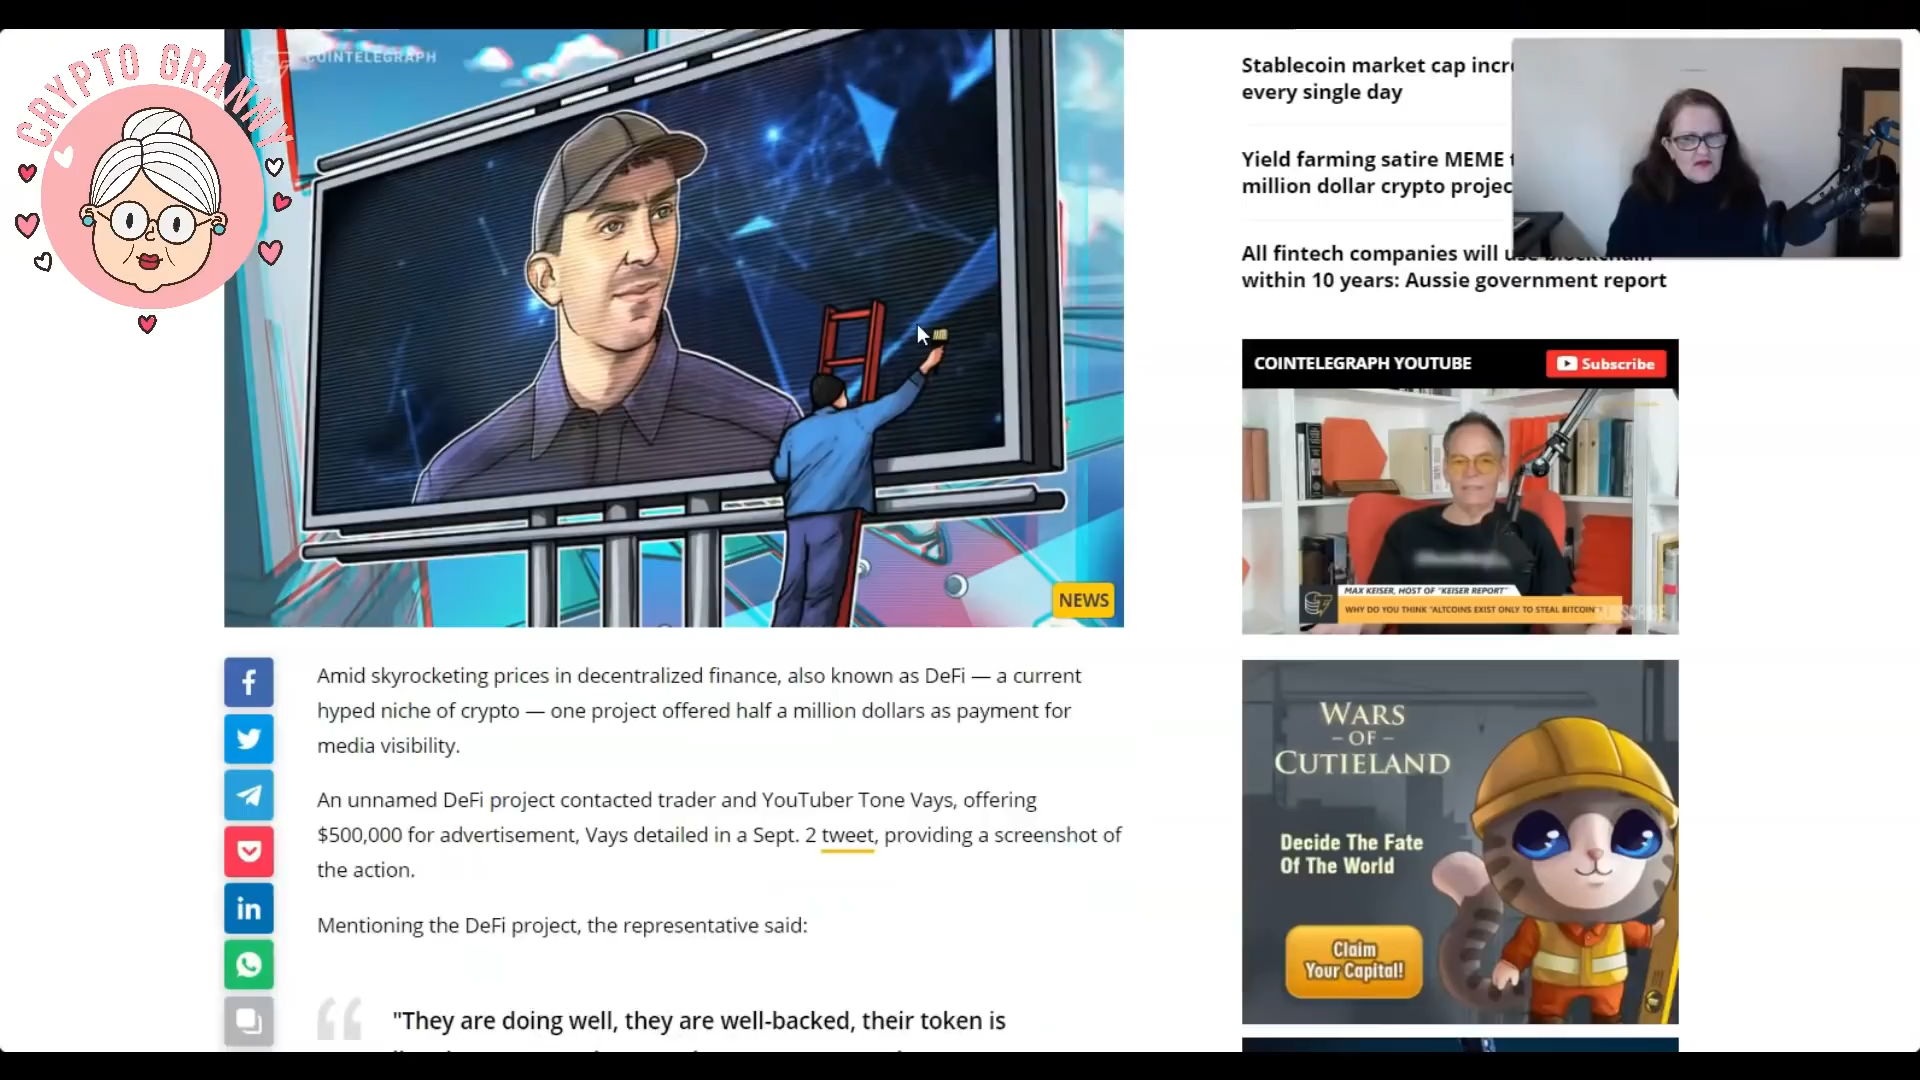 CRYPTO GRANNY
COINTELEGRAPH
NEWS
Amid skyrocketing prices in decentralized finance, also known as DeFi — a current
hyped niche of crypto — one project offered half a million dollars as payment for
media visibility.
An unnamed DeFi project contacted trader and YouTuber Tone Vays, offering
$500,000 for advertisement, Vays detailed in a Sept. 2 tweet, providing a screenshot of
the action.
Mentioning the DeFi project, the representative said:
"They are doing well, they are well-backed, their token is
Stablecoin market cap
every single day
Yield farming satire MEME
million dollar crypto
All fintech companies will use blockchain
within 10 years: Aussie government report
COINTELEGRAPH YOUTUBE
Subscribe
MAX KEISER, HOST OF "KEISER REPORT"
WHY DO YOU THINK "ALTCOINS EXIST ONLY TO STEAL BITCOIN"
SUBSCRIBE
WARS
- OF -
CUTIELAND
Decide The Fate
Of The World
Claim
Your Capital!